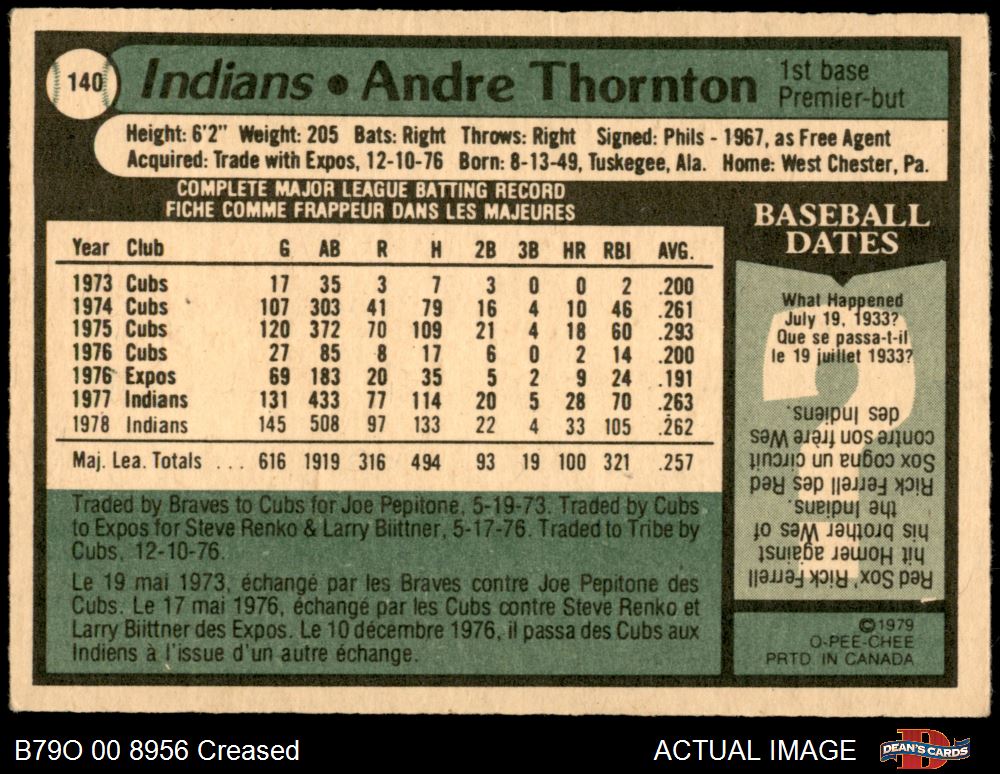 140
Indians • Andre Thornton
1st base
Premier-but
Height: 6'2" Weight: 205 Bats: Right Throws: Right Signed: Phils - 1967, as Free Agent
Acquired: Trade with Expos, 12-10-76 Born: 8-13-49, Tuskegee, Ala. Home: West Chester, Pa.
COMPLETE MAJOR LEAGUE BATTING RECORD
FICHE COMME FRAPPEUR DANS LES MAJEURES
Year Club G AB R H 2B 3B HR RBI AVG.
1973 Cubs 17 35 3 7 3 0 0 2 .200
1974 Cubs 107 303 41 79 16 4 10 46 .261
1975 Cubs 120 372 70 109 21 4 18 60 .293
1976 Cubs 27 85 8 17 6 0 2 14 .200
1976 Expos 69 183 20 35 5 2 9 24 .191
1977 Indians 131 433 77 114 20 5 28 70 .263
1978 Indians 145 508 97 133 22 4 33 105 .262
Maj. Lea. Totals ... 616 1919 316 494 93 19 100 321 .257
Traded by Braves to Cubs for Joe Pepitone, 5-19-73. Traded by Cubs
to Expos for Steve Renko & Larry Biittner, 5-17-76. Traded to Tribe by
Cubs, 12-10-76.
Le 19 mai 1973, échangé par les Braves contre Joe Pepitone des
Cubs. Le 17 mai 1976, échangé par les Cubs contre Steve Renko et
Larry Biittner des Expos. Le 10 décembre 1976, il passa des Cubs aux
Indiens à l'issue d'un autre échange.
BASEBALL
DATES
What Happened
July 19, 1933?
Que se passa-t-il
le 19 juillet 1933?
Red Sox' Rick Ferrell
hit Homer against
his brother Wes of
the Indians.
Rick Ferrell des Red
Sox cogna un circuit
contre son frère Wes
des Indiens.
©1979
O-PEE-CHEE
PRTD IN CANADA
B79O 00 8956 Creased
ACTUAL IMAGE
DEAN'S CARDS